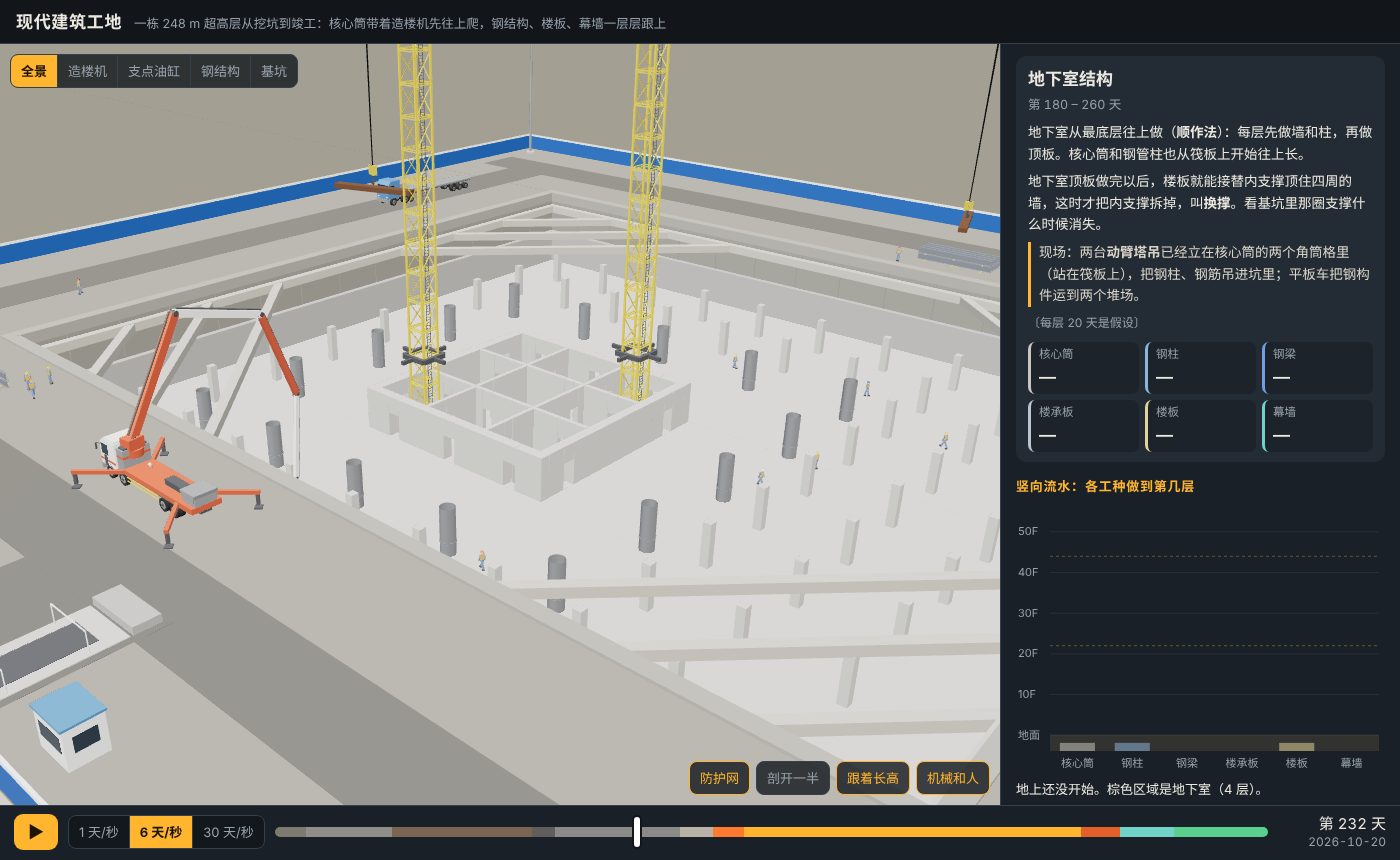 现代建筑工地 一栋 248 m 超高层从挖坑到竣工：核心筒带着造楼机先往上爬，钢结构、楼板、幕墙一层层跟上
全景 造楼机 支点油缸 钢结构 基坑
防护网 剖开一半 跟着长高 机械和人
地下室结构
第 180 – 260 天
地下室从最底层往上做（顺作法）：每层先做墙和柱，再做
顶板。核心筒和钢管柱也从筏板上开始往上长。
地下室顶板做完以后，楼板就能接替内支撑顶住四周的
墙，这时才把内支撑拆掉，叫换撑。看基坑里那圈支撑什
么时候消失。
现场：两台动臂塔吊已经立在核心筒的两个角筒格里
（站在筏板上），把钢柱、钢筋吊进坑里；平板车把钢构
件运到两个堆场。
〔每层 20 天是假设〕
核心筒 钢柱 钢梁
— — —
楼承板 楼板 幕墙
— — —
竖向流水：各工种做到第几层
50F
40F
30F
20F
10F
地面
核心筒 钢柱 钢梁 楼承板 楼板 幕墙
地上还没开始。棕色区域是地下室（4 层）。
1 天/秒 6 天/秒 30 天/秒
第 232 天
2026-10-20